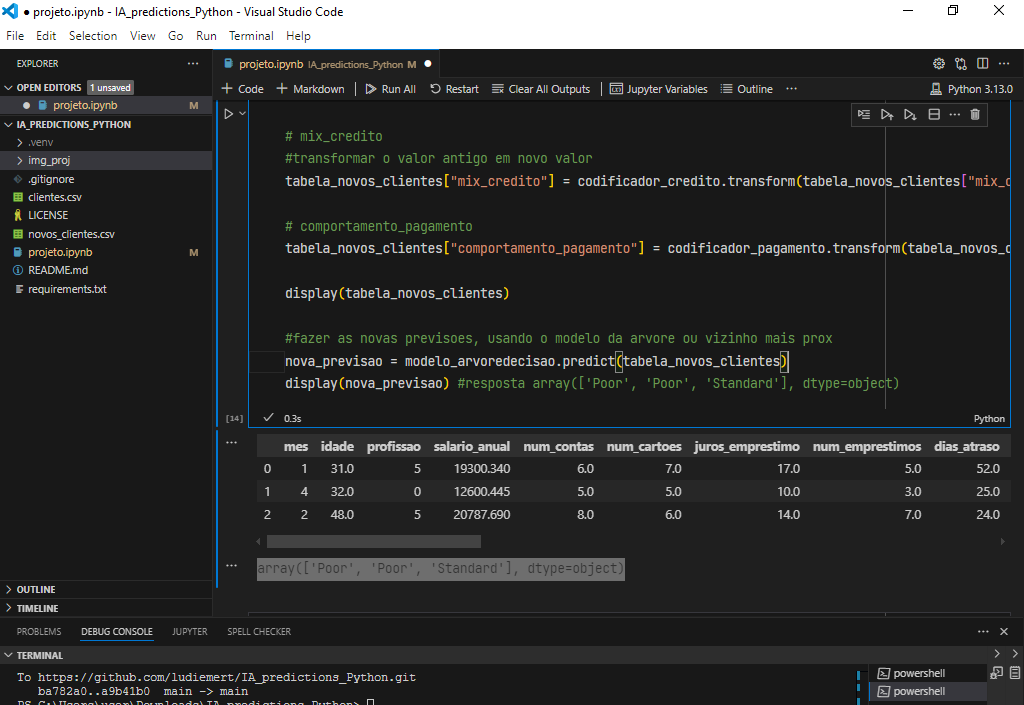 ● projeto.ipynb - IA_predictions_Python - Visual Studio Code
File Edit Selection View Go Run Terminal Help
EXPLORER ···
OPEN EDITORS 1 unsaved
● projeto.ipynb M
IA_PREDICTIONS_PYTHON
.venv
img_proj
.gitignore
clientes.csv
LICENSE
novos_clientes.csv
projeto.ipynb M
README.md
requirements.txt
OUTLINE
TIMELINE
projeto.ipynb IA_predictions_Python M ●
+ Code + Markdown | Run All Restart Clear All Outputs | Jupyter Variables Outline ··· Python 3.13.0
# mix_credito
#transformar o valor antigo em novo valor
tabela_novos_clientes["mix_credito"] = codificador_credito.transform(tabela_novos_clientes["mix_c
# comportamento_pagamento
tabela_novos_clientes["comportamento_pagamento"] = codificador_pagamento.transform(tabela_novos_c
display(tabela_novos_clientes)
#fazer as novas previsoes, usando o modelo da arvore ou vizinho mais prox
nova_previsao = modelo_arvoredecisao.predict(tabela_novos_clientes)
display(nova_previsao) #resposta array(['Poor', 'Poor', 'Standard'], dtype=object)
[14] 0.3s Python
mes idade profissao salario_anual num_contas num_cartoes juros_emprestimo num_emprestimos dias_atraso
0 1 31.0 5 19300.340 6.0 7.0 17.0 5.0 52.0
1 4 32.0 0 12600.445 5.0 5.0 10.0 3.0 25.0
2 2 48.0 5 20787.690 8.0 6.0 14.0 7.0 24.0
array(['Poor', 'Poor', 'Standard'], dtype=object)
PROBLEMS DEBUG CONSOLE JUPYTER SPELL CHECKER
TERMINAL
To https://github.com/ludiemert/IA_predictions_Python.git
ba782a0..a9b41b0 main -> main
PS C:\Users\user\Downloads\IA_predictions_Python>
powershell
powershell